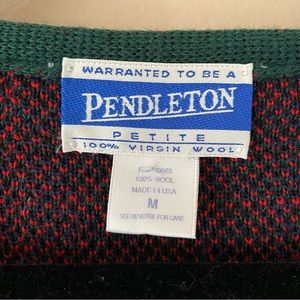 WARRANTED TO BE A
PENDLETON
PETITE
100% VIRGIN WOOL
100% WOOL
MADE IN USA
M
SEE REVERSE FOR CARE